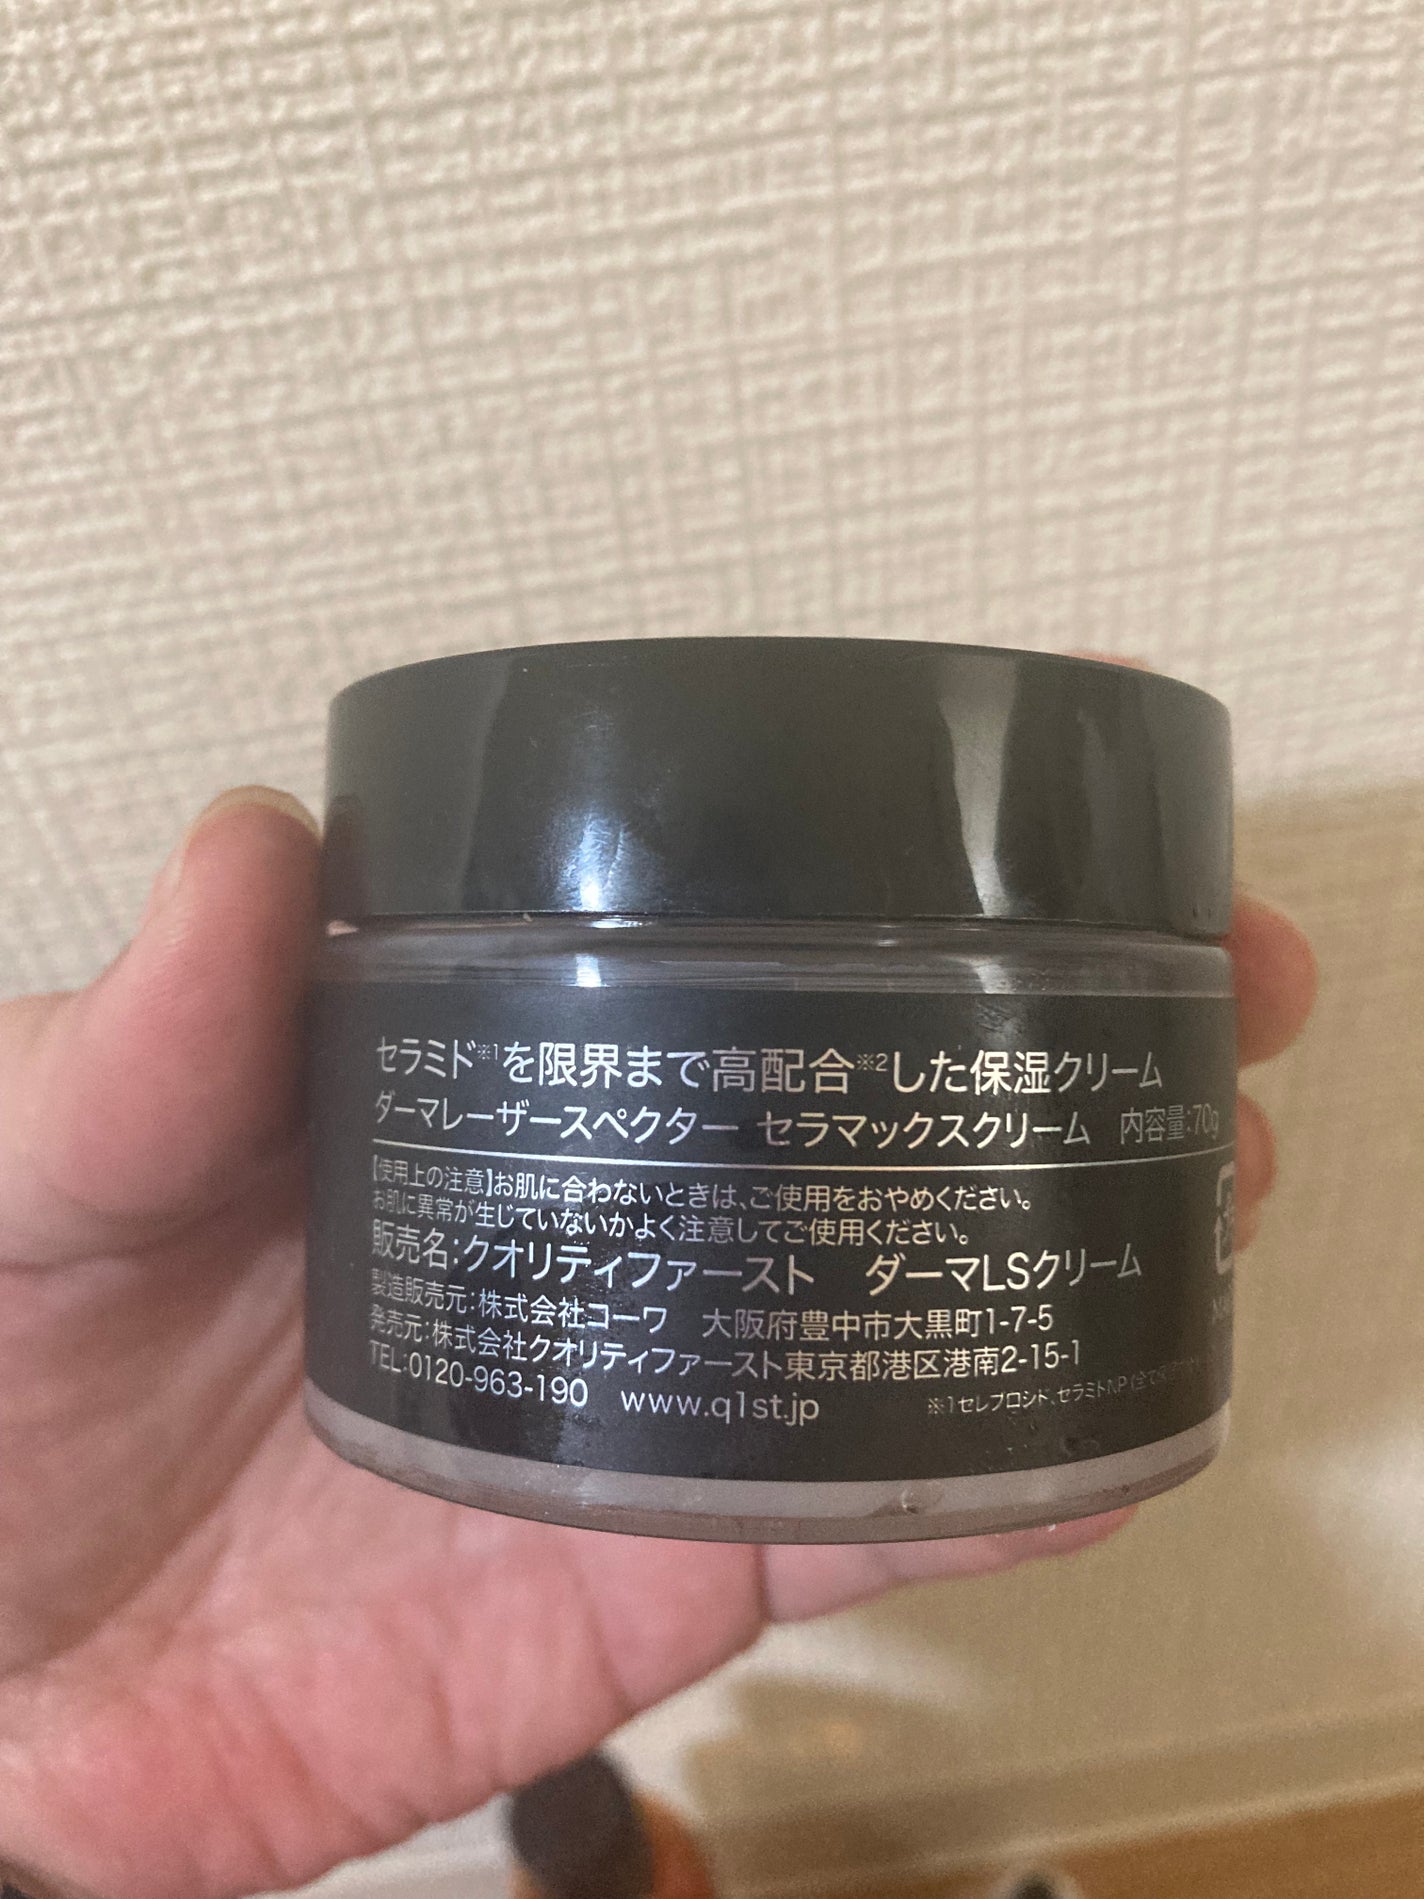 セラミド※1を限界まで高配合※2した保湿クリーム
ダーマレーザースペクター セラマックスクリーム 内容量:70g
【使用上の注意】お肌に合わないときは、ご使用をおやめください。
お肌に異常が生じていないかよく注意してご使用ください。
販売名:クオリティファースト ダーマLSクリーム
製造販売元:株式会社コーワ 大阪府豊中市大黒町1-7-5
発売元:株式会社クオリティファースト東京都港区港南2-15-1
TEL:0120-963-190 www.q1st.jp
※1セレブロシド、セラミドNP(全て